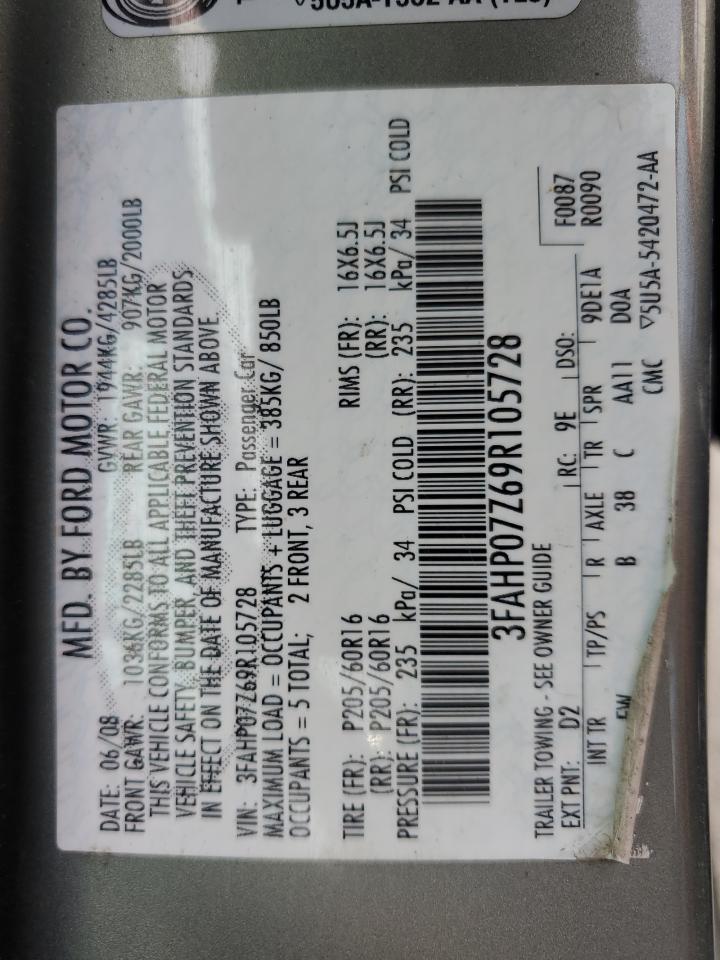 5U5A-1532
MFD. BY FORD MOTOR CO.
DATE: 06/08 GVWR: 1944KG/4285LB
FRONT GAWR: 1036KG/2285LB REAR GAWR: 907KG/2000LB
THIS VEHICLE CONFORMS TO ALL APPLICABLE FEDERAL MOTOR
VEHICLE SAFETY, BUMPER, AND THEFT PREVENTION STANDARDS
IN EFFECT ON THE DATE OF MANUFACTURE SHOWN ABOVE.
VIN: 3FAHP07Z69R105728 TYPE: Passenger Car
MAXIMUM LOAD = OCCUPANTS + LUGGAGE = 385KG/ 850LB
OCCUPANTS = 5 TOTAL; 2 FRONT, 3 REAR
TIRE (FR): P205/60R16 RIMS (FR): 16X6.5J
(RR): P205/60R16 (RR): 16X6.5J
PRESSURE (FR): 235 kPa/ 34 PSI COLD (RR): 235 kPa/ 34 PSI COLD
3FAHP07Z69R105728
TRAILER TOWING - SEE OWNER GUIDE F0087
EXT PNT: D2 RC: 9E DSO: R0090
INT TR TP/PS R AXLE TR SPR 9DE1A
EW B 38 C AA11 D0A
CMC ▽5U5A-5420472-AA